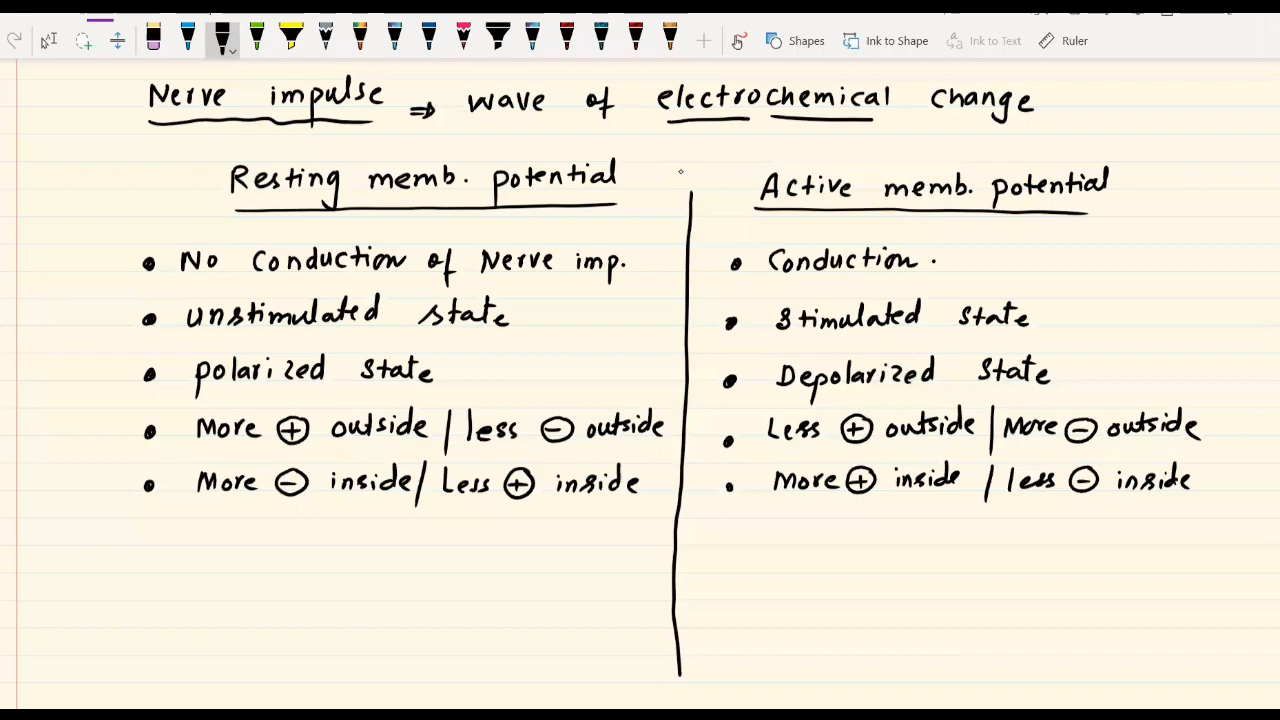 Shapes
Ink to Shape
Ink to Text
Ruler
Nerve impulse ⇒ wave of electrochemical change
Resting memb. potential
• No conduction of Nerve imp.
• unstimulated state
• polarized state
• More ⊕ outside / less ⊖ outside
• More ⊖ inside / Less ⊕ inside
Active memb. potential
• Conduction.
• Stimulated State
• Depolarized State
• Less ⊕ outside | More ⊖ outside
• More ⊕ inside / less ⊖ inside